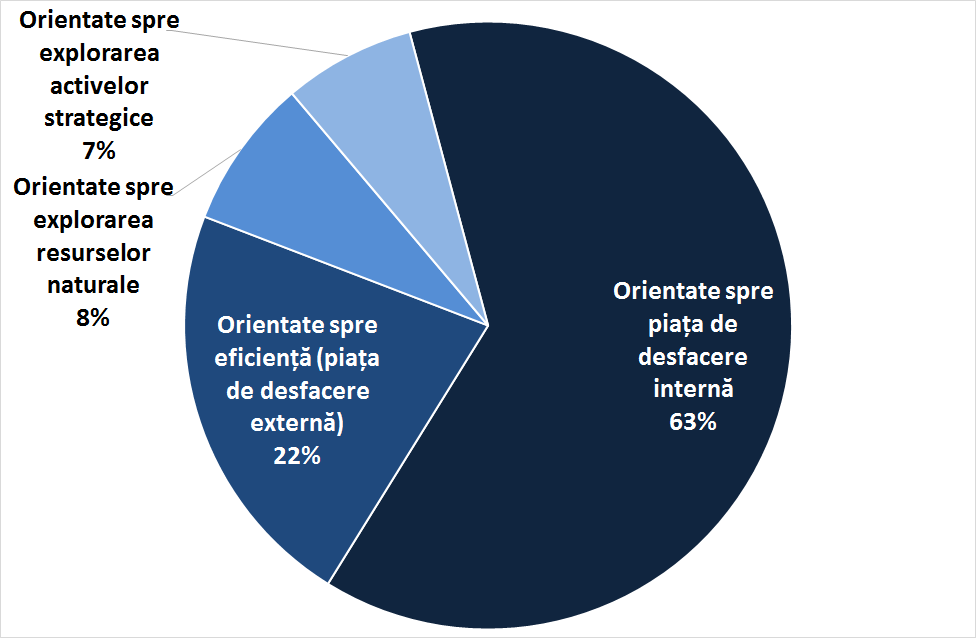 Orientate spre
explorarea
activelor
strategice
7%
Orientate spre
explorarea
resurselor
naturale
8%
Orientate spre
eficiență (piața
de desfacere
externă)
22%
Orientate spre
piața de
desfacere
internă
63%